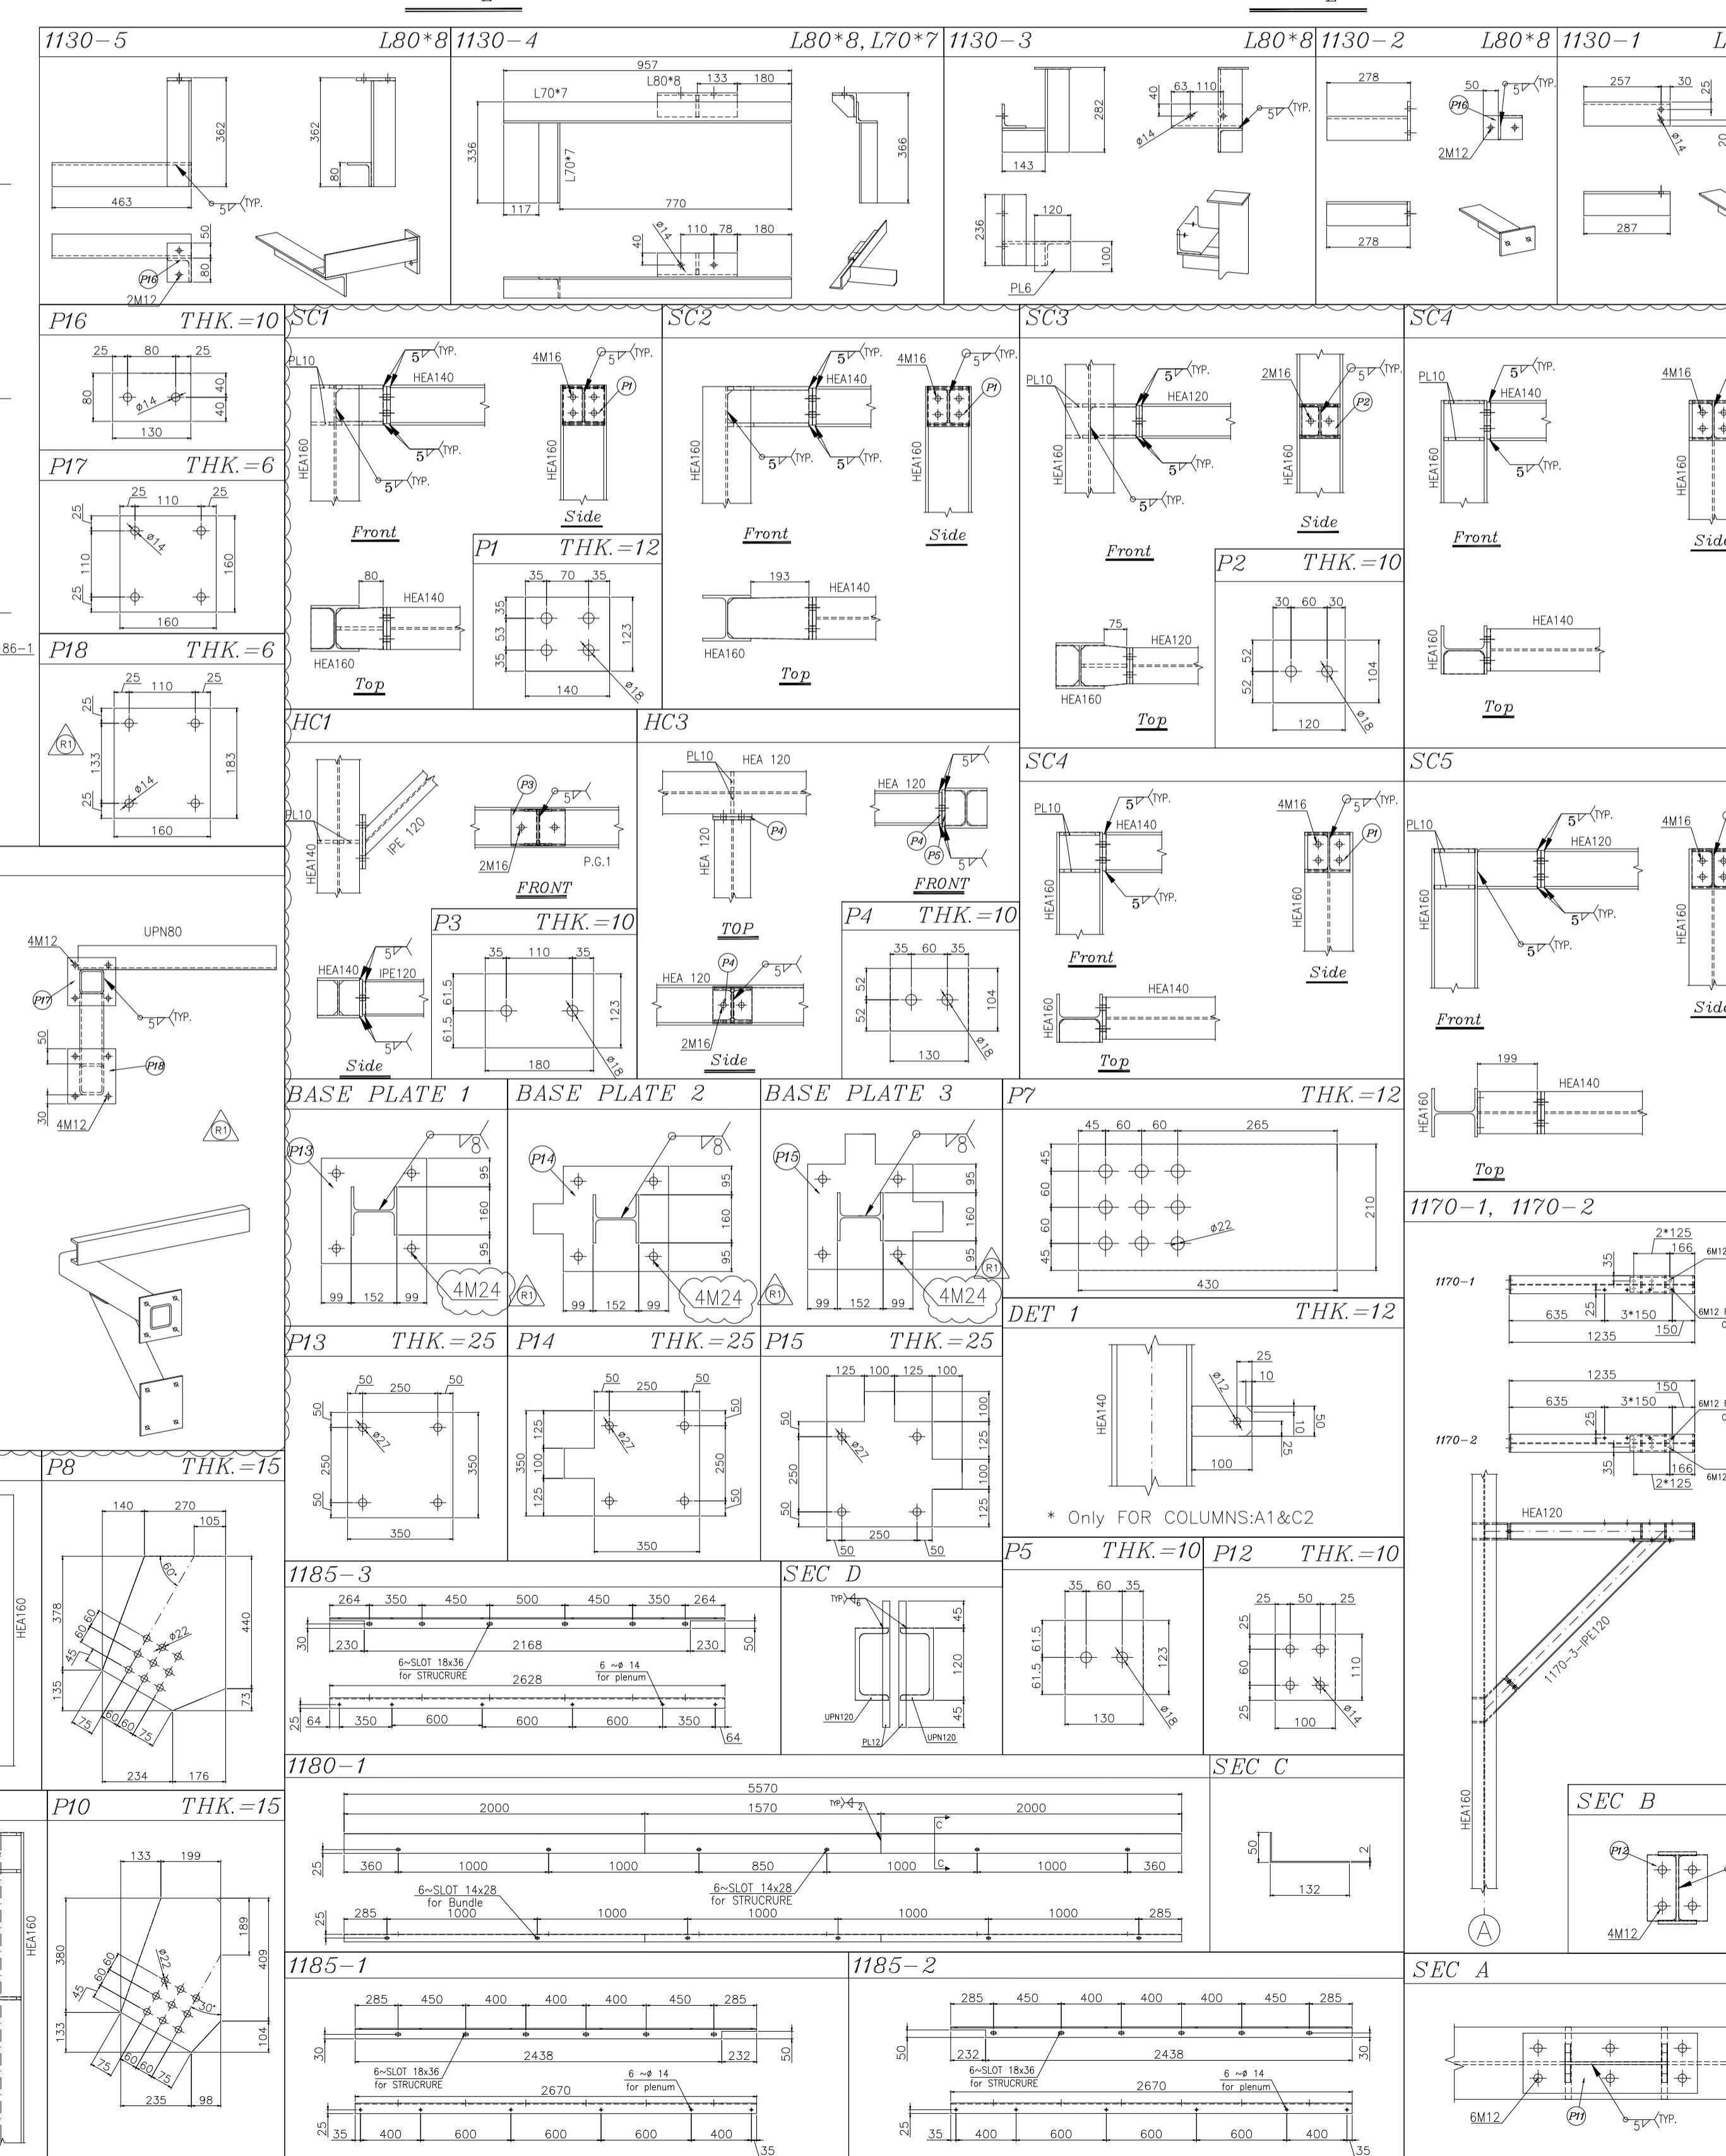 1130-5 L80*8
362
362
80
463
5 TYP.
50
80
P16
2M12
1130-4 L80*8, L70*7
957
L80*8 133 180
L70*7
336
L70*7
366
117 770
Ø14
110 78 180
40
1130-3 L80*8
282
143
40
63 110
Ø14
5 TYP.
236
120
100
PL6
1130-2 L80*8
278
50
5 TYP.
P16
2M12
278
1130-1
257 30
25
Ø14
287
P16 THK.=10
25 80 25
80
40
40
Ø14
130
P17 THK.=6
25 110 25
25
110
25
Ø14
160
160
86-1
P18 THK.=6
25 110 25
25
133
25
R1
Ø14
183
160
4M12
UPN80
P17
5 TYP.
50
P18
30
4M12
R1
SC1
PL10
5 TYP.
HEA140
HEA160
5 TYP.
5 TYP.
Front
4M16
5 TYP.
P1
HEA160
Side
80
HEA140
HEA160
Top
P1 THK.=12
35 70 35
35
53
35
123
140
Ø18
SC2
5 TYP.
HEA140
HEA160
5 TYP.
5 TYP.
Front
4M16
5 TYP.
P1
HEA160
Side
193
HEA140
HEA160
Top
SC3
PL10
5 TYP.
HEA120
HEA160
5 TYP.
5 TYP.
Front
2M16
5 TYP.
P2
HEA160
Side
75
HEA120
HEA160
Top
P2 THK.=10
30 60 30
52
52
104
120
Ø18
SC4
PL10
5 TYP.
HEA140
HEA160
5 TYP.
Front
4M16
HEA160
HEA160
HEA140
Top
HC1
PL10
HEA140
IPE 120
P3
5
2M16
P.G.1
FRONT
HEA140 IPE120
5
5
Side
P3 THK.=10
35 110 35
61.5
61.5
123
180
Ø18
HC3
PL10 HEA 120
P4
HEA 120
TOP
HEA 120
5
P4
P5
5
FRONT
HEA 120
P4
5
2M16
Side
P4 THK.=10
35 60 35
52
52
104
130
Ø18
SC4
PL10
5 TYP.
HEA140
HEA160
5 TYP.
Front
4M16
5 TYP.
P1
HEA160
Side
HEA160
HEA140
Top
SC5
PL10
5 TYP.
HEA120
HEA160
5 TYP.
5 TYP.
Front
4M16
HEA160
199
HEA160
HEA140
Top
BASE PLATE 1
P13
8
95
160
95
99 152 99
4M24
R1
BASE PLATE 2
P14
8
95
160
95
99 152 99
4M24
R1
BASE PLATE 3
P15
8
95
160
95
99 152 99
4M24
R1
P7 THK.=12
45 60 60 265
45
60
60
45
Ø22
210
430
P13 THK.=25
50 250 50
50
250
50
Ø27
350
350
P14 THK.=25
50 250 50
350
125
100
125
Ø27
50
250
50
350
P15 THK.=25
125 100 125 100
50
250
50
Ø27
100
125
100
125
250
50 50
DET 1 THK.=12
HEA140
25
10
Ø12
50
10
25
100
* Only FOR COLUMNS:A1&C2
1170-1, 1170-2
1170-1
2*125
35
166
6M12
25
635 3*150
150
1235
1170-2
1235
150
635 3*150
25
35
166
2*125
6M12
HEA120
1170-3-IPE120
HEA160
A
P8 THK.=15
140 270
105
60°
378
440
60
60
45
Ø22
135
73
75
60
60
75
234 176
HEA160
P5 THK.=10
35 60 35
61.5
61.5
123
130
Ø18
P12 THK.=10
25 50 25
25
60
25
110
100
Ø14
1185-3
264 350 450 500 450 350 264
30
50
230 2168 230
6~SLOT 18x36
for STRUCRURE
6 ~ø 14
for plenum
2628
25
64 350 600 600 600 350
64
SEC D
TYP. 6
45
120
45
UPN120
PL12
UPN120
1180-1
5570
2000 1570 2000
TYP. 2
C
C
25
360 1000 1000 850 1000 1000 360
6~SLOT 14x28
for Bundle
6~SLOT 14x28
for STRUCRURE
25
285 1000 1000 1000 1000 1000 285
SEC C
50
2
132
SEC B
P12
4M12
P10 THK.=15
133 199
380
189
409
60
60
45
Ø22
30°
133
104
75
60
60
75
235 98
HEA160
1185-1
285 450 400 400 400 450 285
30
50
2438 232
6~SLOT 18x36
for STRUCRURE
6 ~ø 14
for plenum
2670
25
35 400 600 600 600 400
35
1185-2
285 450 400 400 400 450 285
50
30
232 2438
6~SLOT 18x36
for STRUCRURE
6 ~ø 14
for plenum
2670
25
35 400 600 600 600 400
35
SEC A
6M12
P11
5 TYP.